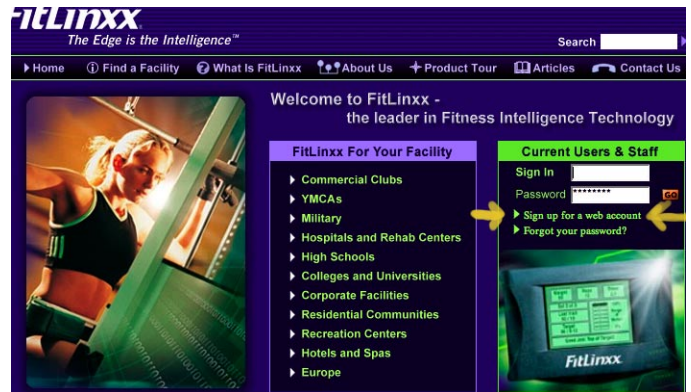 FitLinxx
The Edge is the Intelligence™
Search
Home Find a Facility What Is FitLinxx About Us Product Tour Articles Contact Us
Welcome to FitLinxx -
the leader in Fitness Intelligence Technology
FitLinxx For Your Facility
Commercial Clubs
YMCAs
Military
Hospitals and Rehab Centers
High Schools
Colleges and Universities
Corporate Facilities
Residential Communities
Recreation Centers
Hotels and Spas
Europe
Current Users & Staff
Sign In
Password ******** GO
Sign up for a web account
Forgot your password?
FitLinxx